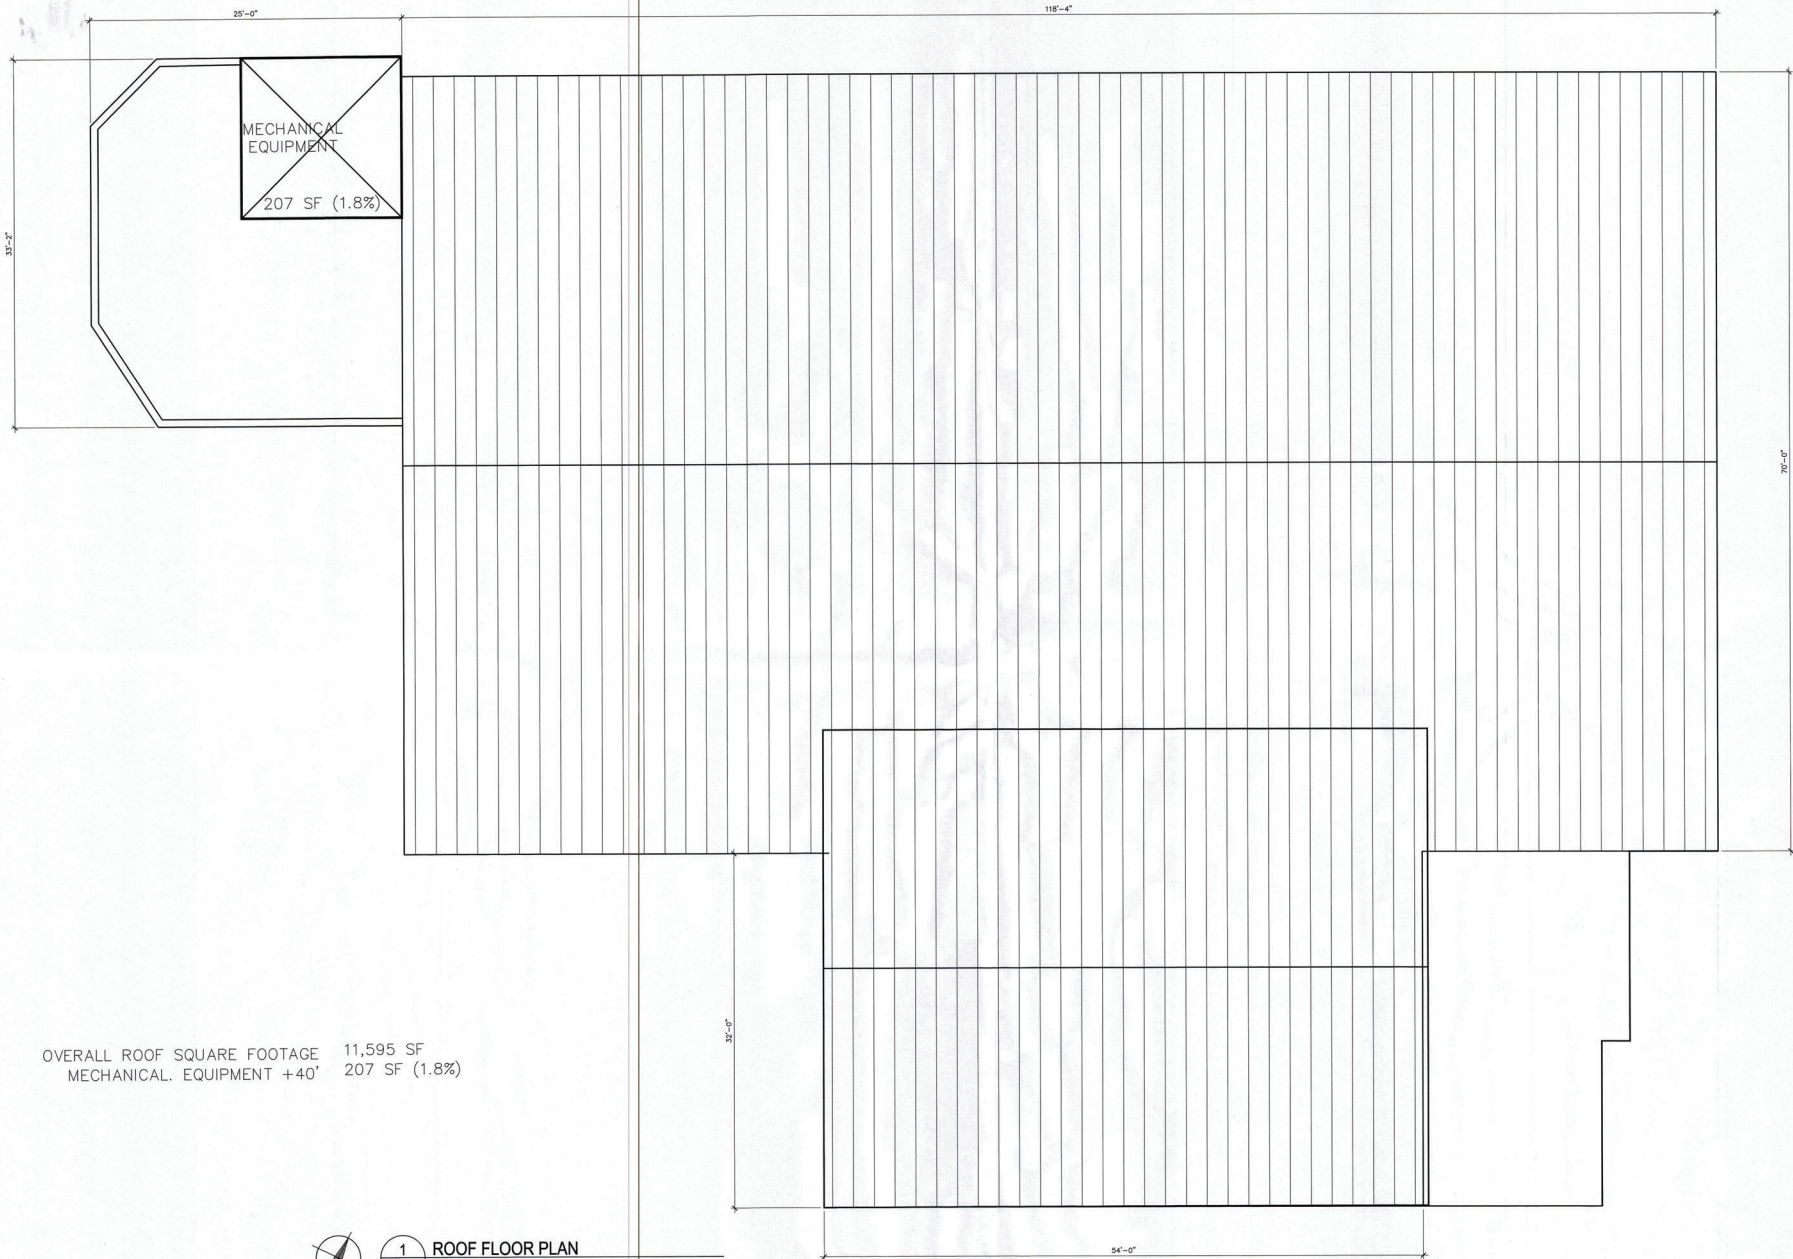 25'-0"
118'-4"
MECHANICAL
EQUIPMENT
207 SF (1.8%)
33'-2"
70'-0"
32'-0"
OVERALL ROOF SQUARE FOOTAGE 11,595 SF
MECHANICAL. EQUIPMENT +40' 207 SF (1.8%)
1 ROOF FLOOR PLAN
54'-0"